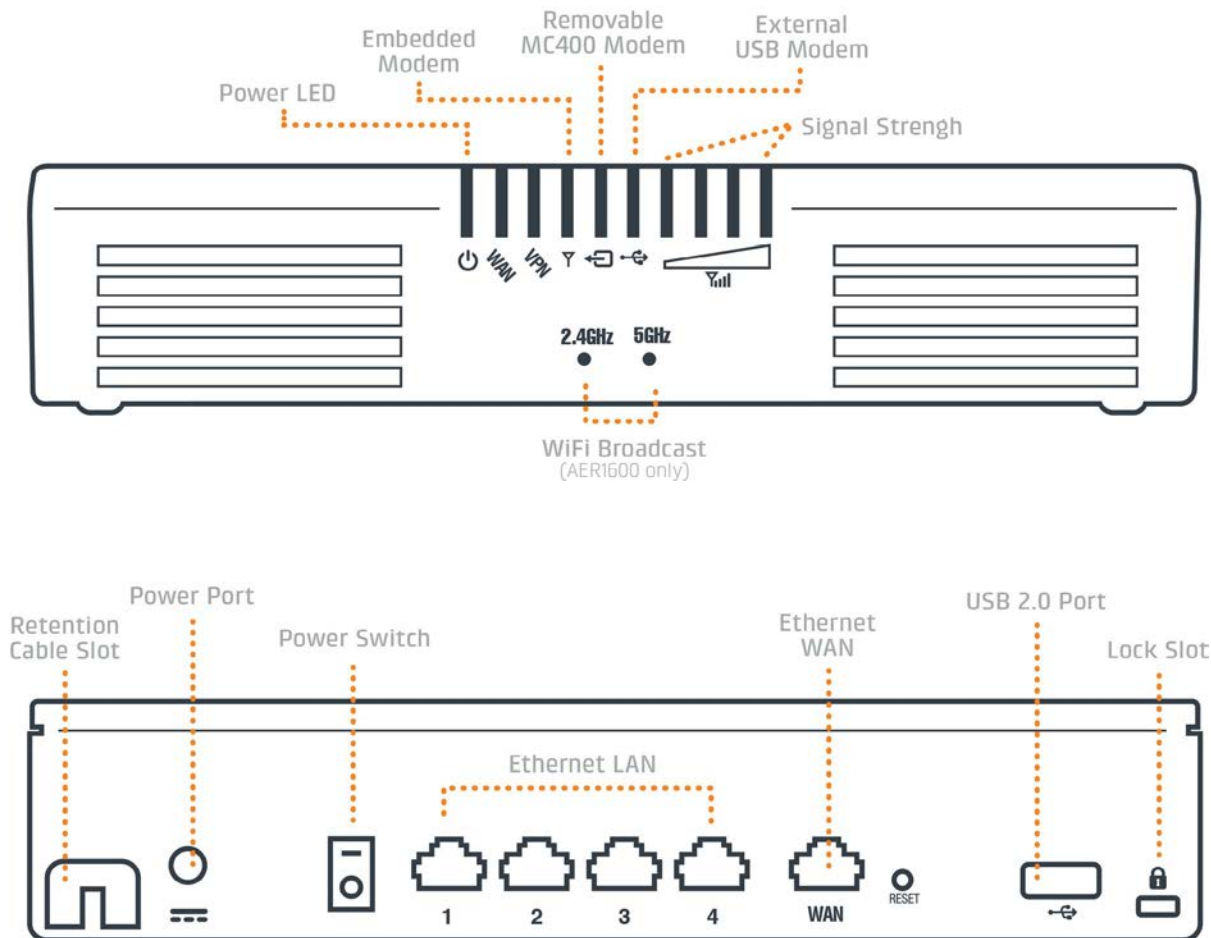 Removable
MC400 Modem
External
USB Modem
Embedded
Modem
Power LED
Signal Strengh
WAN
VPN
2.4GHz
5GHz
WiFi Broadcast
(AER1600 only)
Power Port
USB 2.0 Port
Retention
Cable Slot
Power Switch
Ethernet
WAN
Lock Slot
Ethernet LAN
1
2
3
4
WAN
RESET